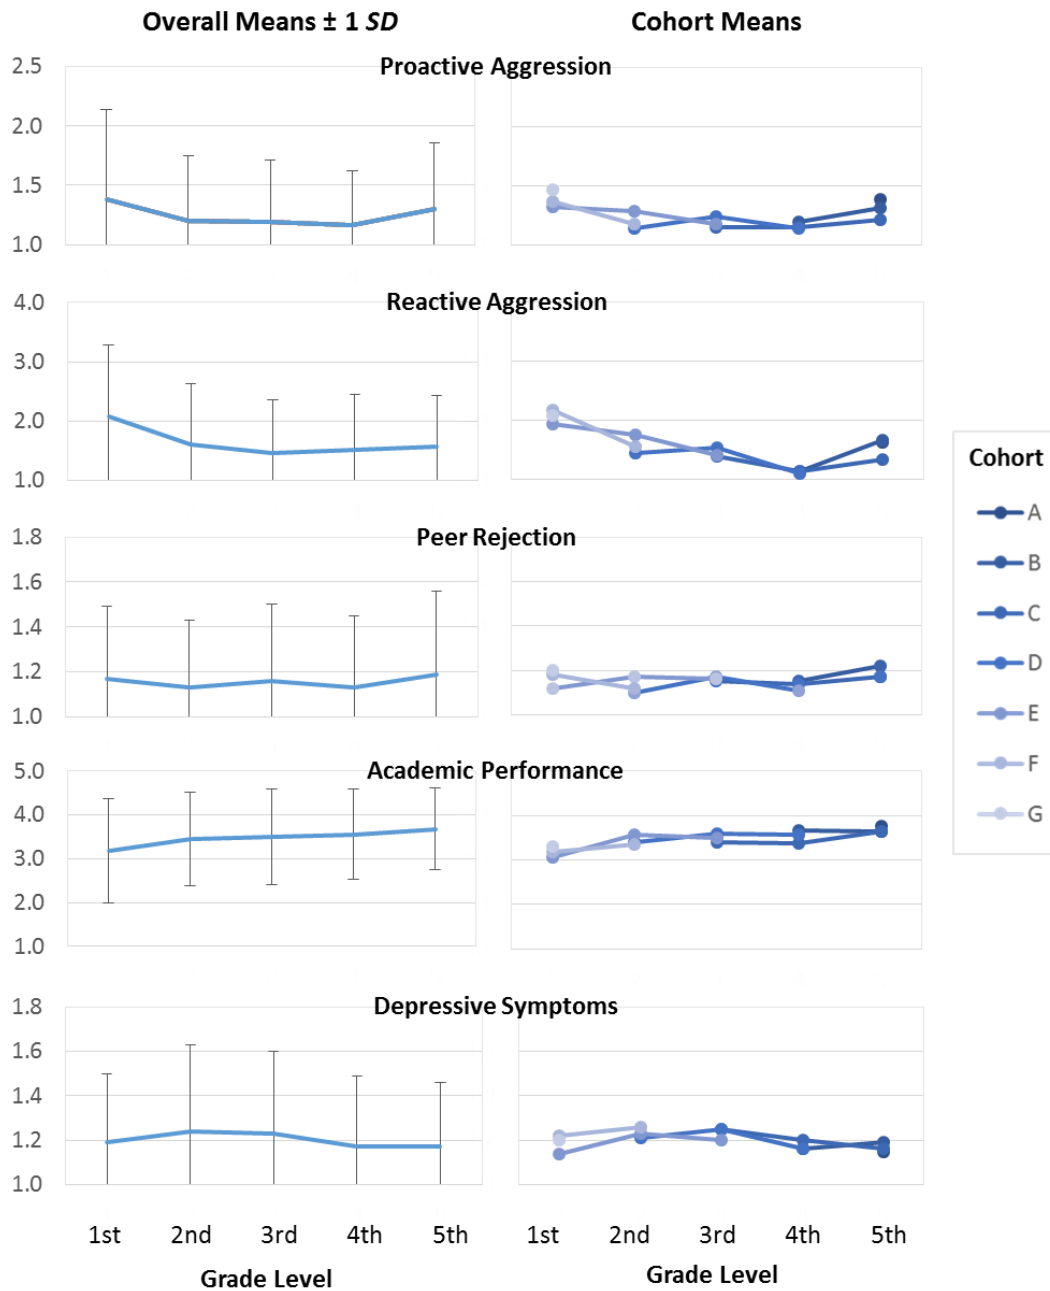 Overall Means ± 1 SD
Cohort Means
Proactive Aggression
2.5
2.0
1.5
1.0
Reactive Aggression
4.0
3.0
2.0
1.0
Peer Rejection
1.8
1.6
1.4
1.2
1.0
Academic Performance
5.0
4.0
3.0
2.0
1.0
Depressive Symptoms
1.8
1.6
1.4
1.2
1.0
1st 2nd 3rd 4th 5th
Grade Level
1st 2nd 3rd 4th 5th
Grade Level
Cohort
A
B
C
D
E
F
G